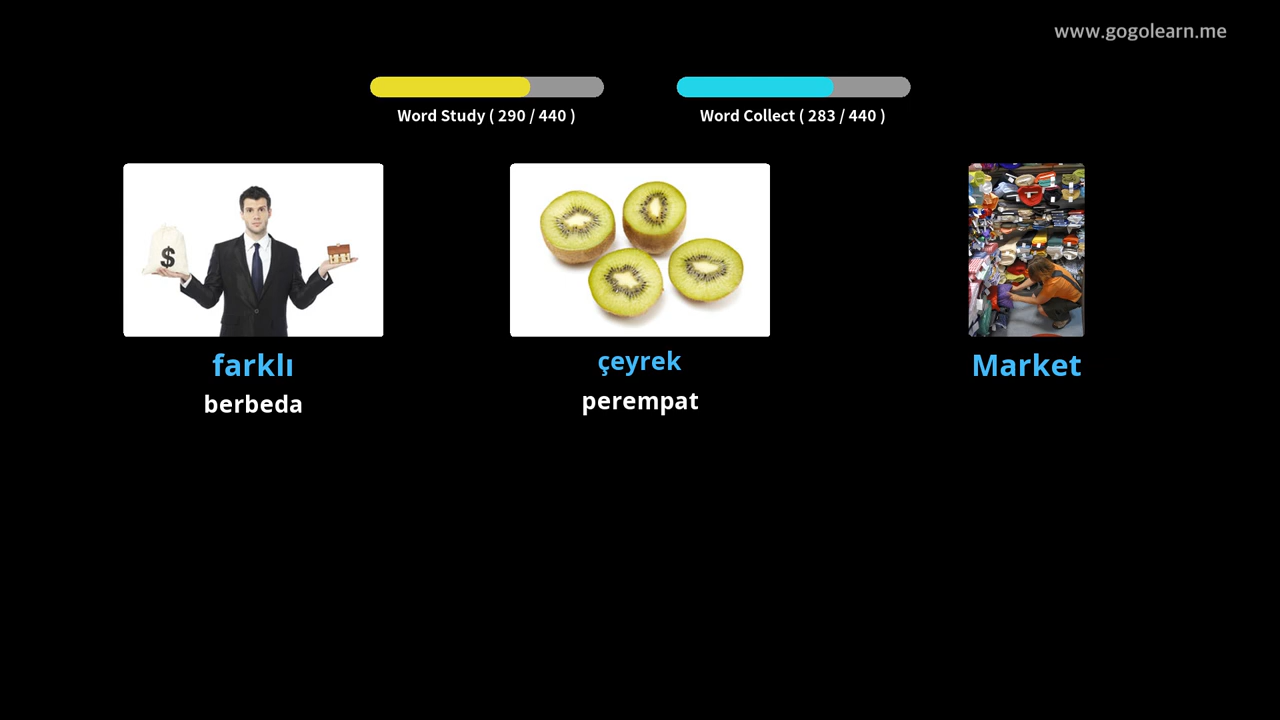 www.gogolearn.me
Word Study ( 290 / 440 )
Word Collect ( 283 / 440 )
$
farklı
berbeda
çeyrek
perempat
Market